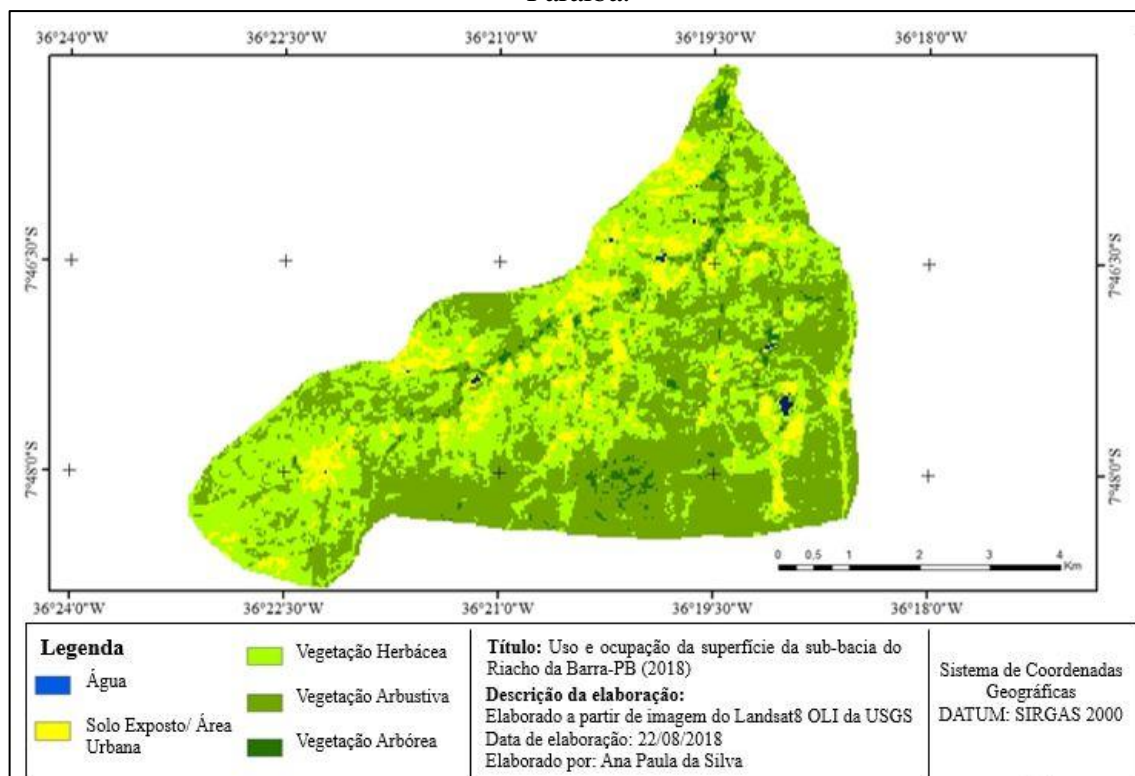 Paraíba.
36°24'0"W 36°22'30"W 36°21'0"W 36°19'30"W 36°18'0"W
7°46'30"S 7°46'30"S
7°48'0"S 7°48'0"S
0 0,5 1 2 3 4
Km
36°24'0"W 36°22'30"W 36°21'0"W 36°19'30"W 36°18'0"W
Legenda
Água
Solo Exposto/ Área
Urbana
Vegetação Herbácea
Vegetação Arbustiva
Vegetação Arbórea
Título: Uso e ocupação da superfície da sub-bacia do
Riacho da Barra-PB (2018)
Descrição da elaboração:
Elaborado a partir de imagem do Landsat8 OLI da USGS
Data de elaboração: 22/08/2018
Elaborado por: Ana Paula da Silva
Sistema de Coordenadas
Geográficas
DATUM: SIRGAS 2000